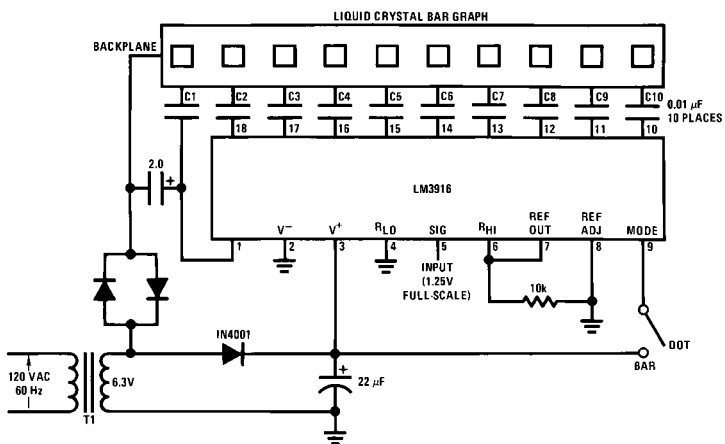 LIQUID CRYSTAL BAR GRAPH
BACKPLANE
C1 C2 C3 C4 C5 C6 C7 C8 C9 C10
0.01 µF
10 PLACES
18 17 16 15 14 13 12 11 10
2.0 +
LM3916
V− V+ RLO SIG RHI REF OUT REF ADJ MODE
1 2 3 4 5 6 7 8 9
INPUT
(1.25V
FULL-SCALE)
10k
DOT
BAR
IN4001
120 VAC
60 Hz
6.3V
+
22 µF
T1